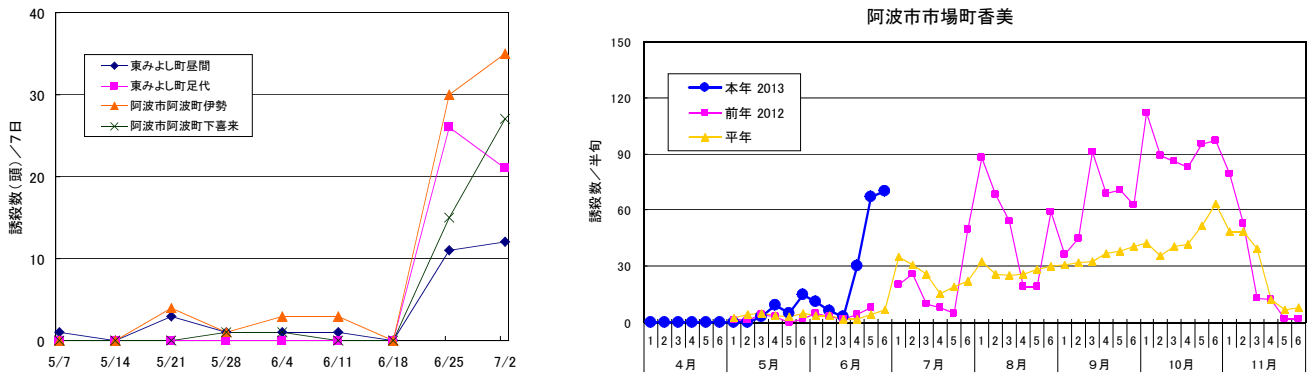 誘殺数(頭)/7日
40
30
20
10
0
東みよし町昼間
東みよし町足代
阿波市阿波町伊勢
阿波市阿波町下喜来
5/7 5/14 5/21 5/28 6/4 6/11 6/18 6/25 7/2
阿波市市場町香美
誘殺数/半旬
150
120
90
60
30
0
本年 2013
前年 2012
平年
1 2 3 4 5 6 1 2 3 4 5 6 1 2 3 4 5 6 1 2 3 4 5 6 1 2 3 4 5 6 1 2 3 4 5 6 1 2 3 4 5 6 1 2 3 4 5 6
4月 5月 6月 7月 8月 9月 10月 11月